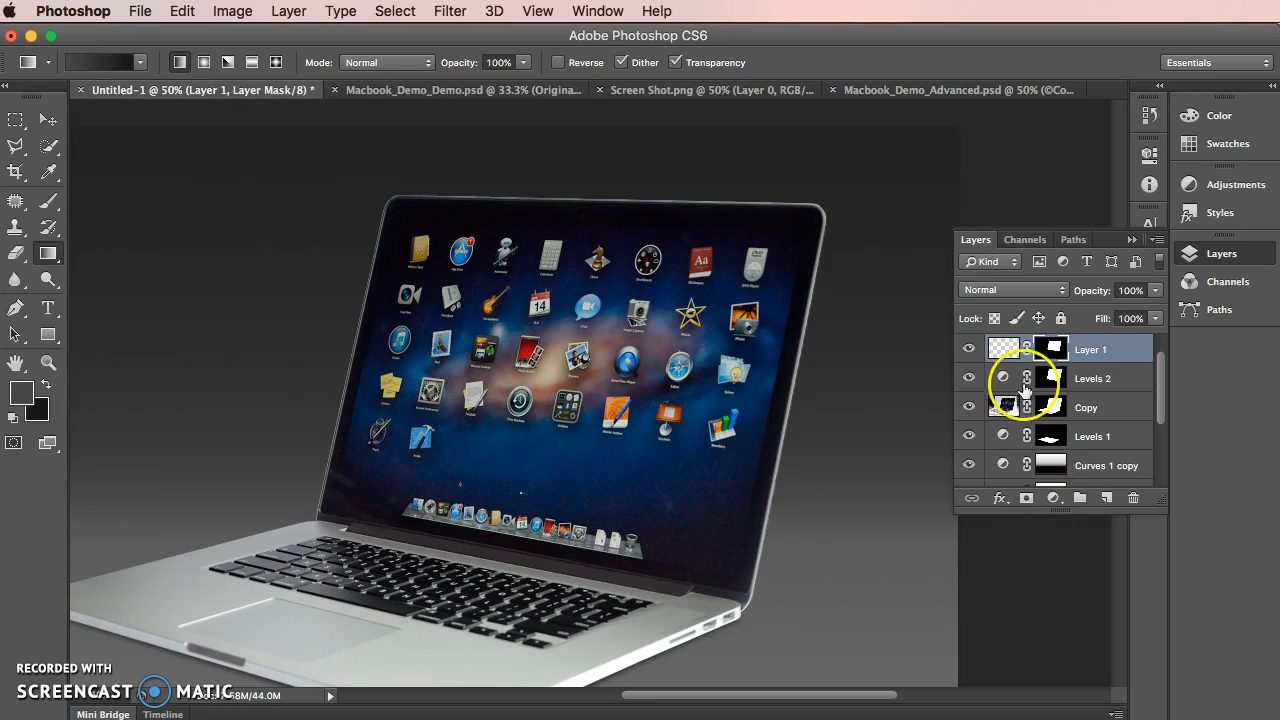 Photoshop File Edit Image Layer Type Select Filter 3D View Window Help
Adobe Photoshop CS6
Mode: Normal Opacity: 100% Reverse Dither Transparency Essentials
Untitled-1 @ 50% (Layer 1, Layer Mask/8) * Macbook_Demo_Demo.psd @ 33.3% (Origina... Screen Shot.png @ 50% (Layer 0, RGB/... Macbook_Demo_Advanced.psd @ 50% (©Co...
Color
Swatches
Adjustments
Styles
Layers
Channels
Paths
Layers Channels Paths
Kind
Normal Opacity: 100%
Lock: Fill: 100%
Layer 1
Levels 2
Copy
Levels 1
Curves 1 copy
fx
14
RECORDED WITH
SCREENCAST MATIC
M/44.0M
Mini Bridge Timeline